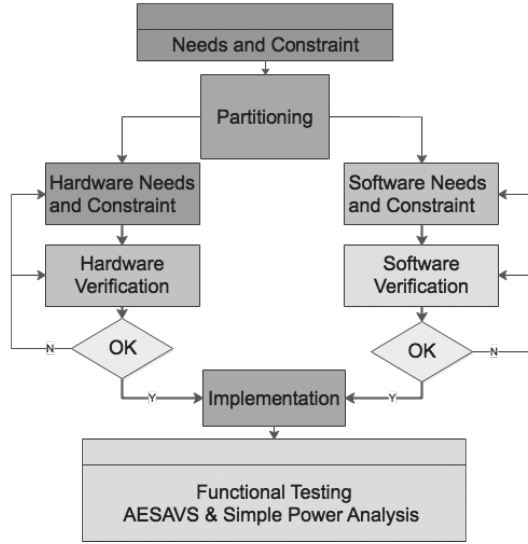 Needs and Constraint
Partitioning
Hardware Needs
and Constraint
Software Needs
and Constraint
Hardware
Verification
Software
Verification
OK
OK
N
N
Y
Y
Implementation
Functional Testing
AESAVS & Simple Power Analysis